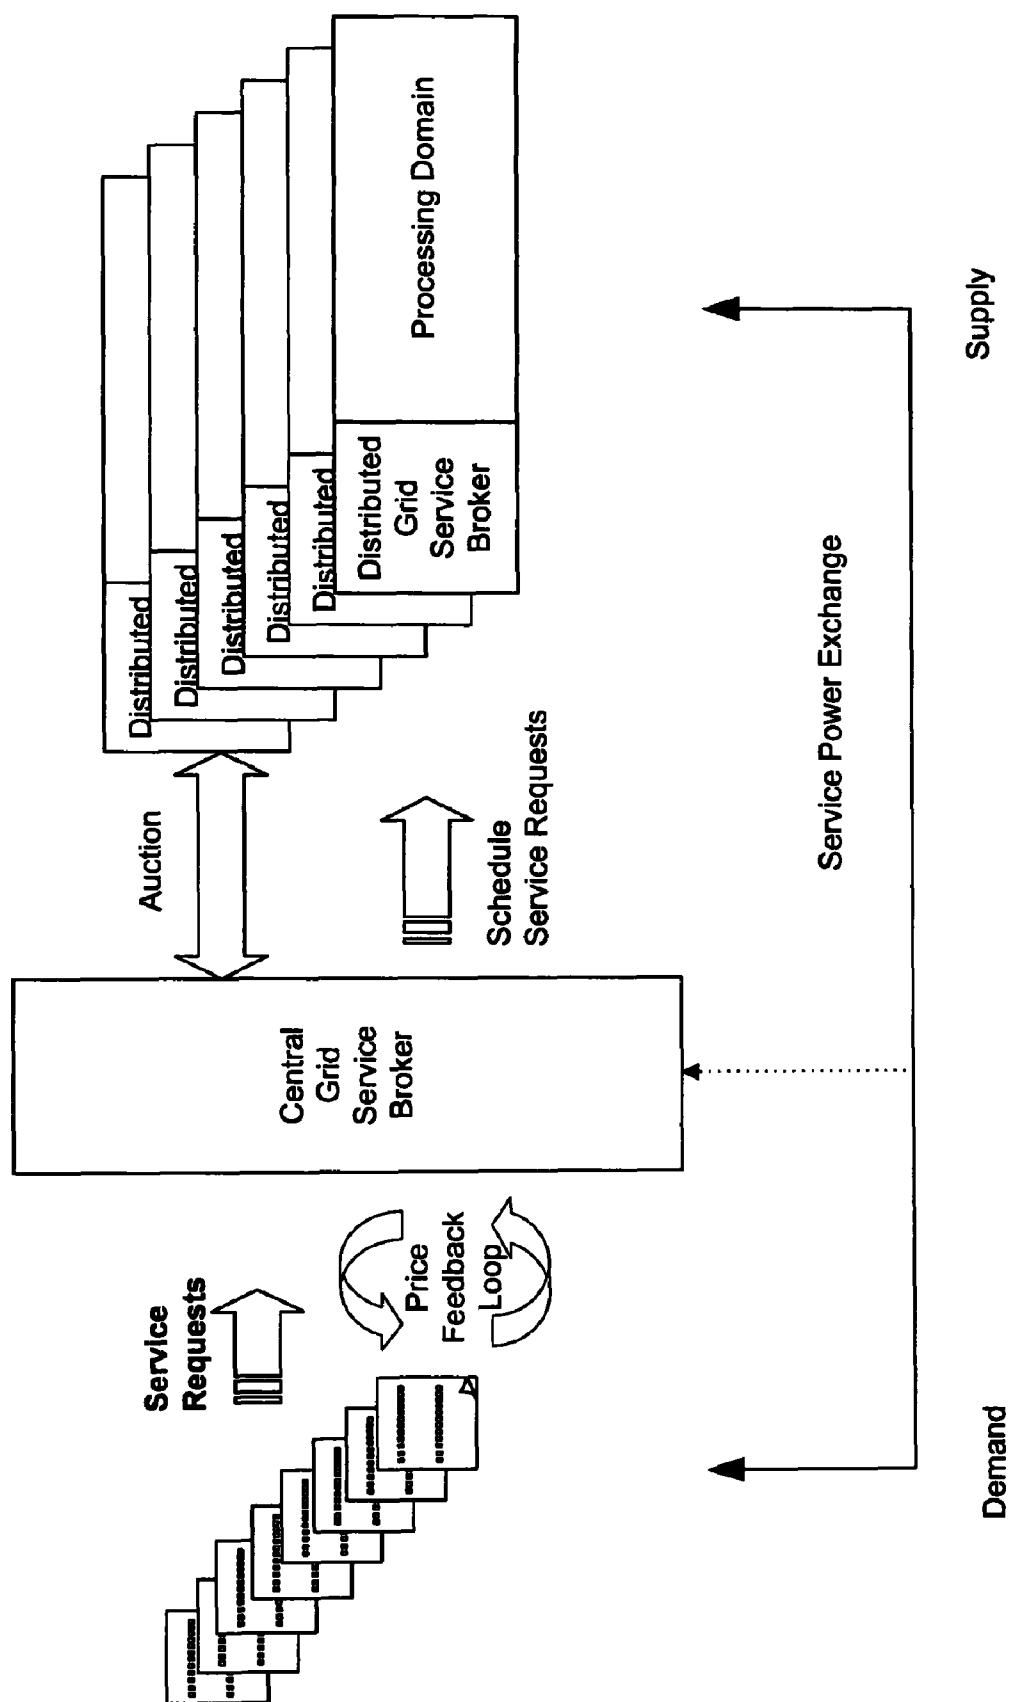 Service
Requests
Price
Feedback
Loop
Central
Grid
Service
Broker
Auction
Schedule
Service Requests
Distributed
Distributed
Distributed
Distributed
Distributed
Distributed
Grid
Service
Broker
Processing Domain
Service Power Exchange
Demand
Supply